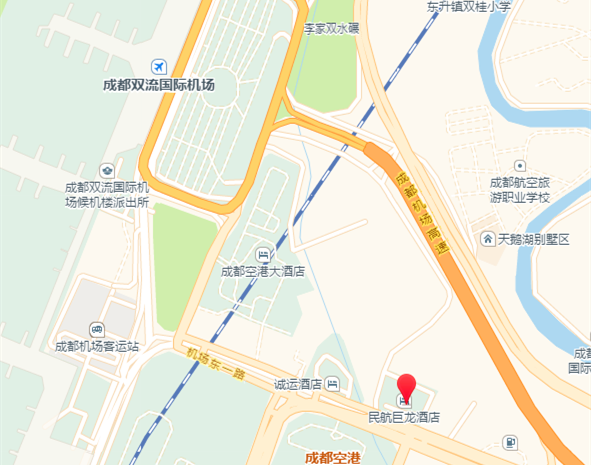 东升镇双桂小学
李家双水碾
成都双流国际机场
成都航空旅
游职业学校
成都双流国际机
场候机楼派出所
成都机场高速
天鹅湖别墅区
成都空港大酒店
成都机场客运站
机场东一路
成都
国际
诚运酒店
民航巨龙酒店
成都空港